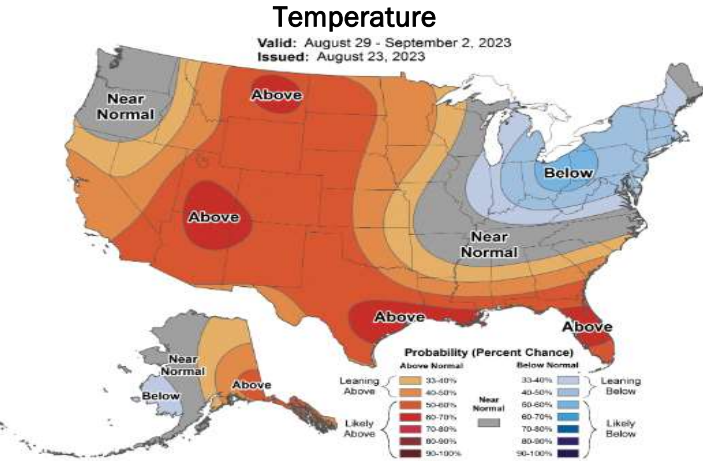 Temperature
Valid: August 29 - September 2, 2023
Issued: August 23, 2023
Near
Normal
Above
Above
Below
Near
Normal
Above
Above
Near
Normal
Below
Above
Probability (Percent Chance)
Above Normal
Below Normal
Leaning
Above
33-40%
40-50%
Likely
Above
50-60%
60-70%
70-80%
80-90%
90-100%
Near
Normal
33-40%
40-50%
Leaning
Below
50-60%
60-70%
70-80%
80-90%
90-100%
Likely
Below